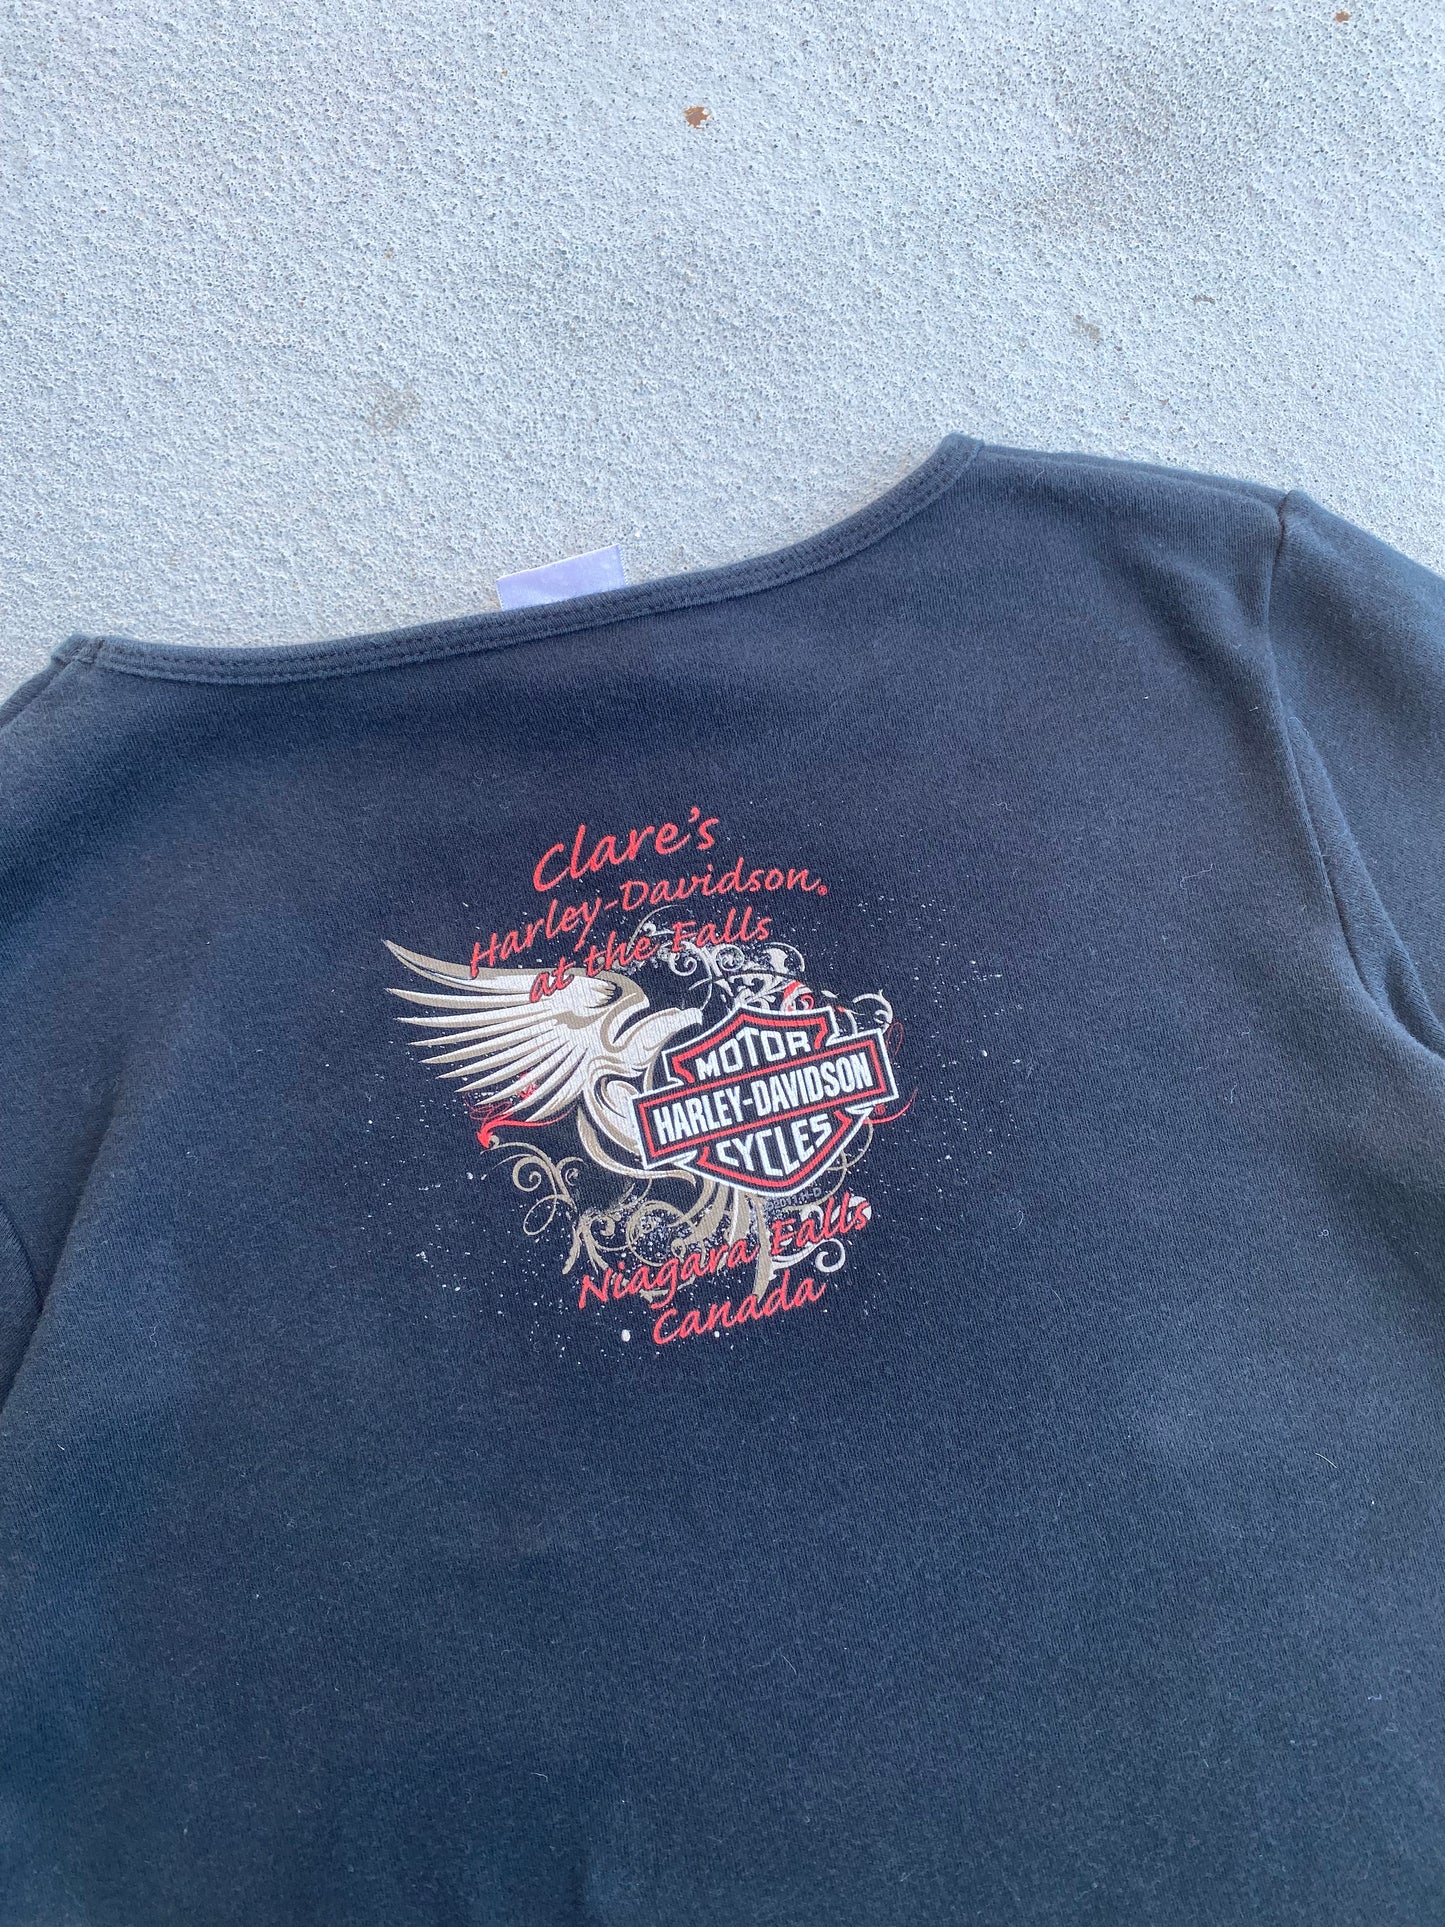 Clare's
Harley-Davidson®
at the Falls
MOTOR
HARLEY-DAVIDSON
CYCLES
®
Niagara Falls
Canada